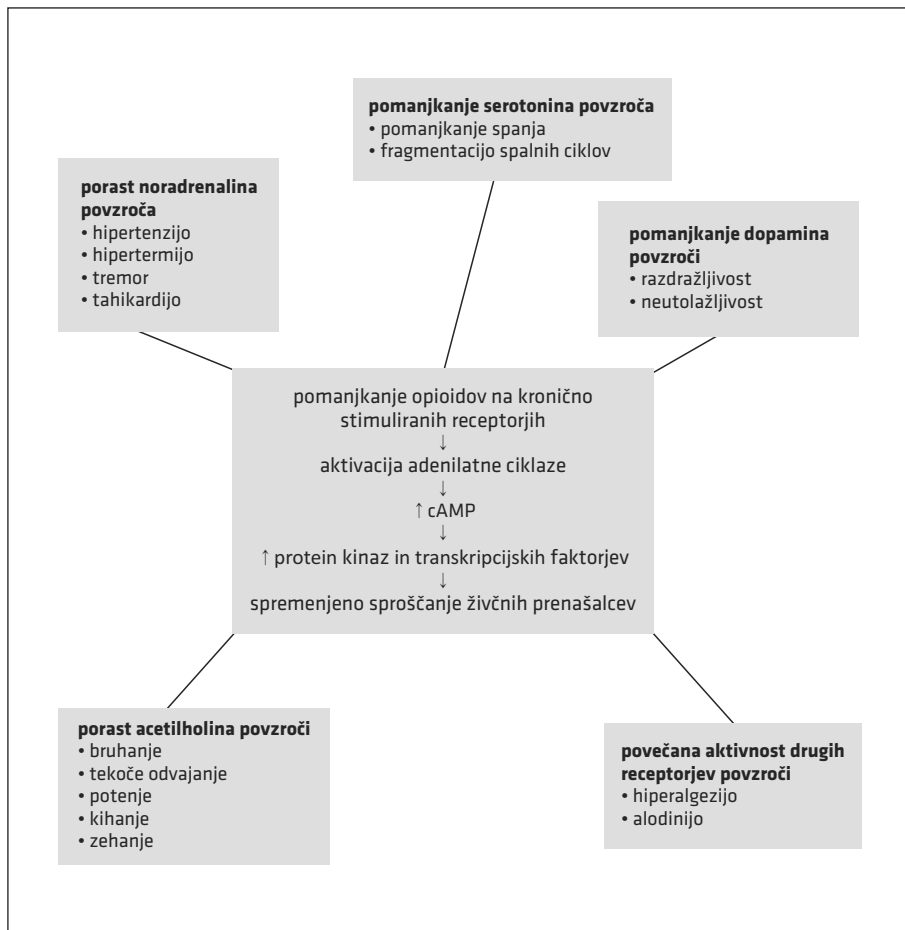 pomanjkanje serotonina povzroča
• pomanjkanje spanja
• fragmentacijo spalnih ciklov
porast noradrenalina
povzroča
• hipertenzijo
• hipertermijo
• tremor
• tahikardijo
pomanjkanje dopamina
povzroči
• razdražljivost
• neutolažljivost
pomanjkanje opioidov na kronično
stimuliranih receptorjih
↓
aktivacija adenilatne ciklaze
↓
↑ cAMP
↓
↑ protein kinaz in transkripcijskih faktorjev
↓
spremenjeno sproščanje živčnih prenašalcev
porast acetilholina povzroči
• bruhanje
• tekoče odvajanje
• potenje
• kihanje
• zehanje
povečana aktivnost drugih
receptorjev povzroči
• hiperalgezijo
• alodinijo